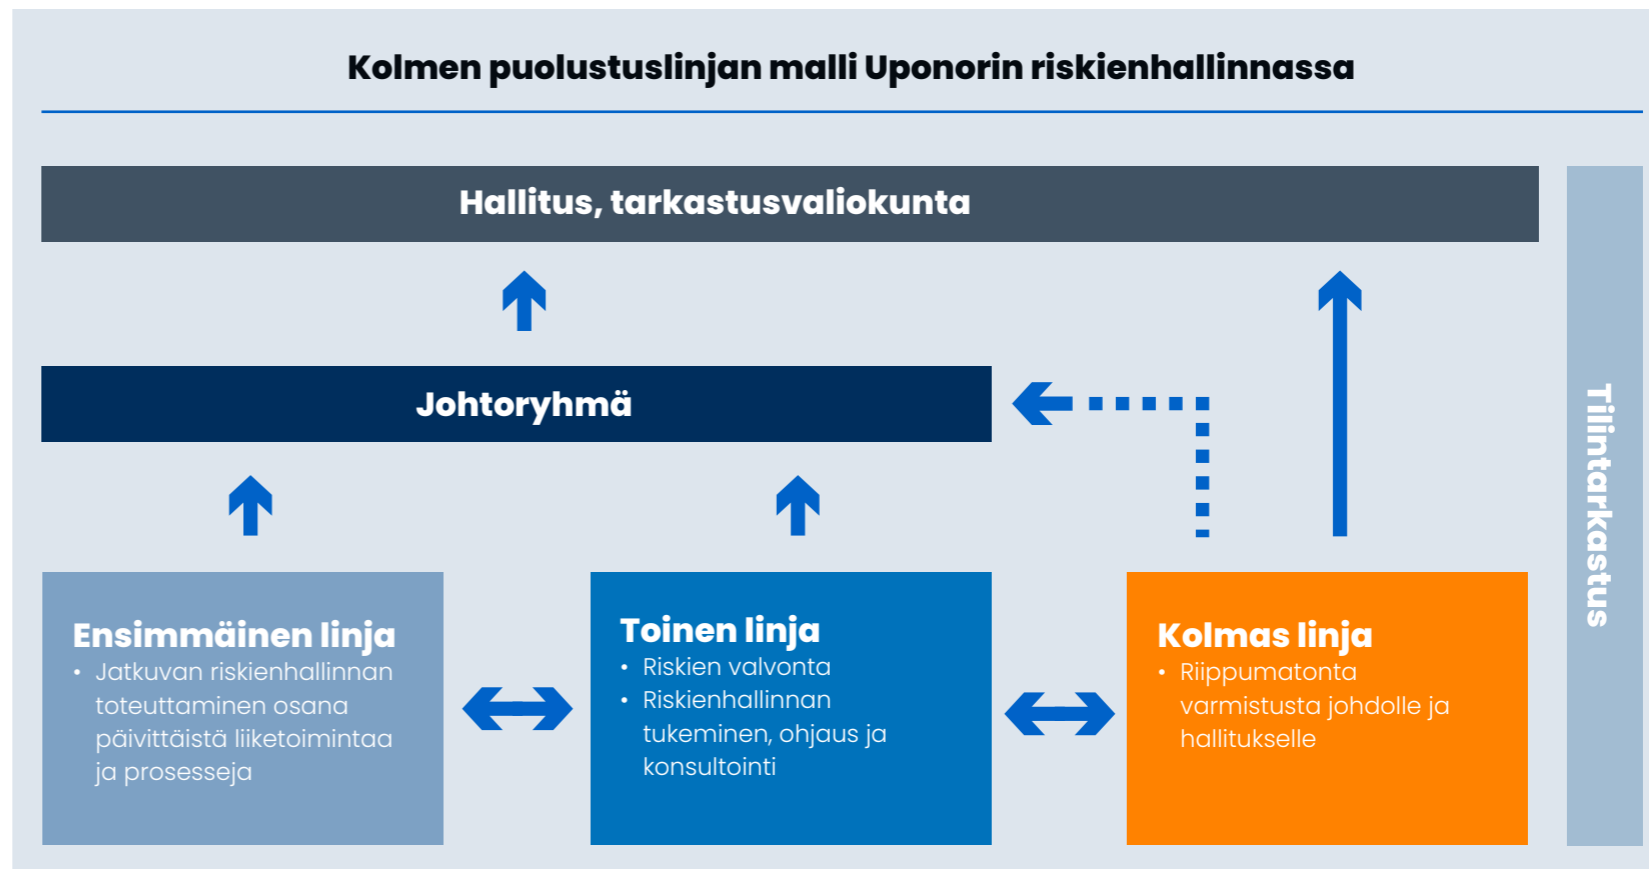 Kolmen puolustuslinjan malli Uponorin riskienhallinnassa
Hallitus, tarkastusvaliokunta
Johtoryhmä
Ensimmäinen linja
• Jatkuvan riskienhallinnan
toteuttaminen osana
päivittäistä liiketoimintaa
ja prosesseja
Toinen linja
• Riskien valvonta
• Riskienhallinnan
tukeminen, ohjaus ja
konsultointi
Kolmas linja
• Riippumatonta
varmistusta johdolle ja
hallitukselle
Tilintarkastus